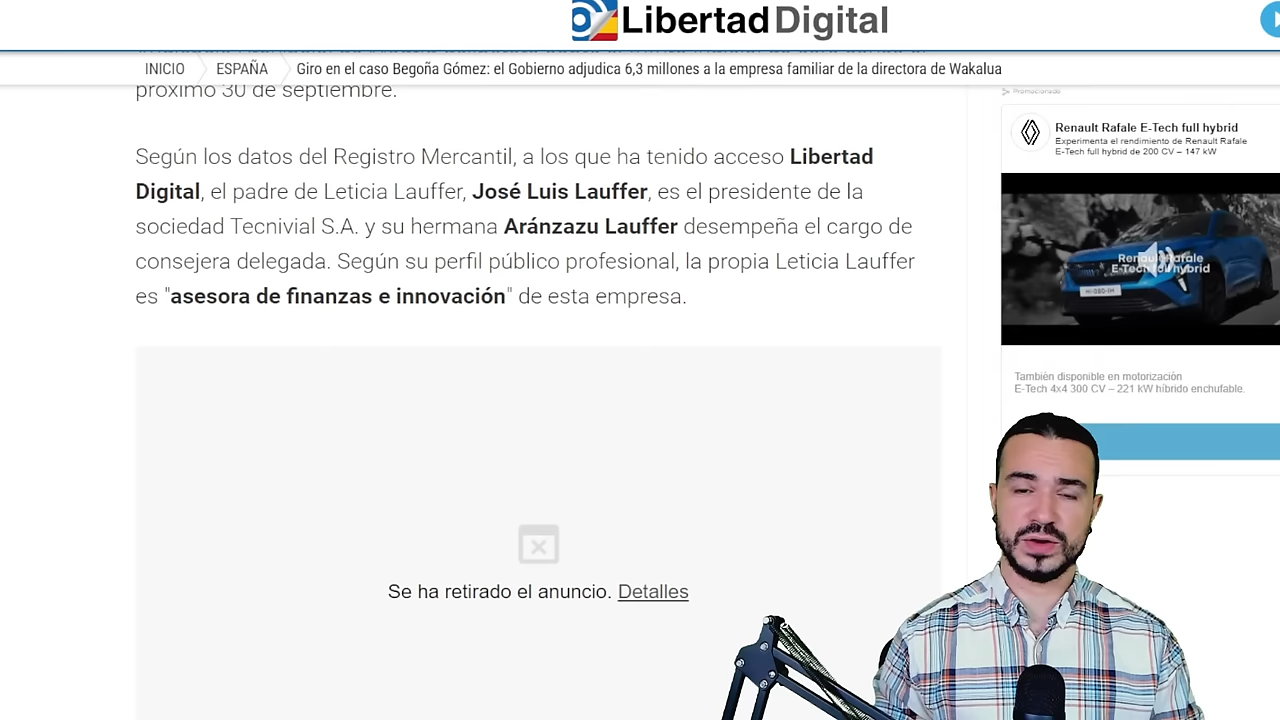 Libertad Digital
INICIO
ESPAÑA
Giro en el caso Begoña Gómez: el Gobierno adjudica 6,3 millones a la empresa familiar de la directora de Wakalua
próximo 30 de septiembre.
Según los datos del Registro Mercantil, a los que ha tenido acceso Libertad
Digital, el padre de Leticia Lauffer, José Luis Lauffer, es el presidente de la
sociedad Tecnivial S.A. y su hermana Aránzazu Lauffer desempeña el cargo de
consejera delegada. Según su perfil público profesional, la propia Leticia Lauffer
es "asesora de finanzas e innovación" de esta empresa.
Se ha retirado el anuncio. Detalles
Promocionado
Renault Rafale E-Tech full hybrid
Experimenta el rendimiento de Renault Rafale
E-Tech full hybrid de 200 CV – 147 kW
Renault Rafale
E-Tech full hybrid
También disponible en motorización
E-Tech 4x4 300 CV – 221 kW híbrido enchufable.